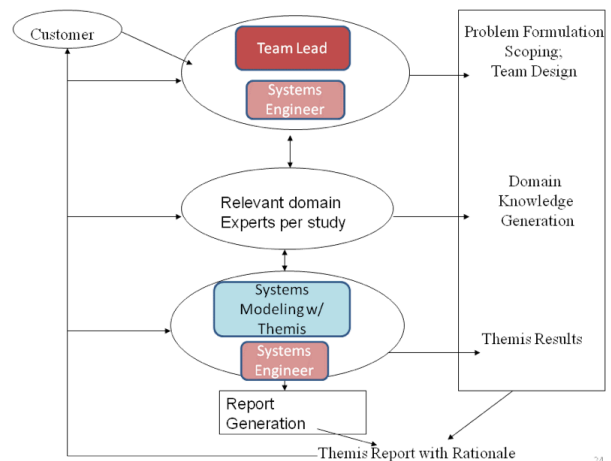 Customer
Team Lead
Systems
Engineer
Problem Formulation
Scoping;
Team Design
Relevant domain
Experts per study
Domain
Knowledge
Generation
Systems
Modeling w/
Themis
Systems
Engineer
Themis Results
Report
Generation
Themis Report with Rationale
24